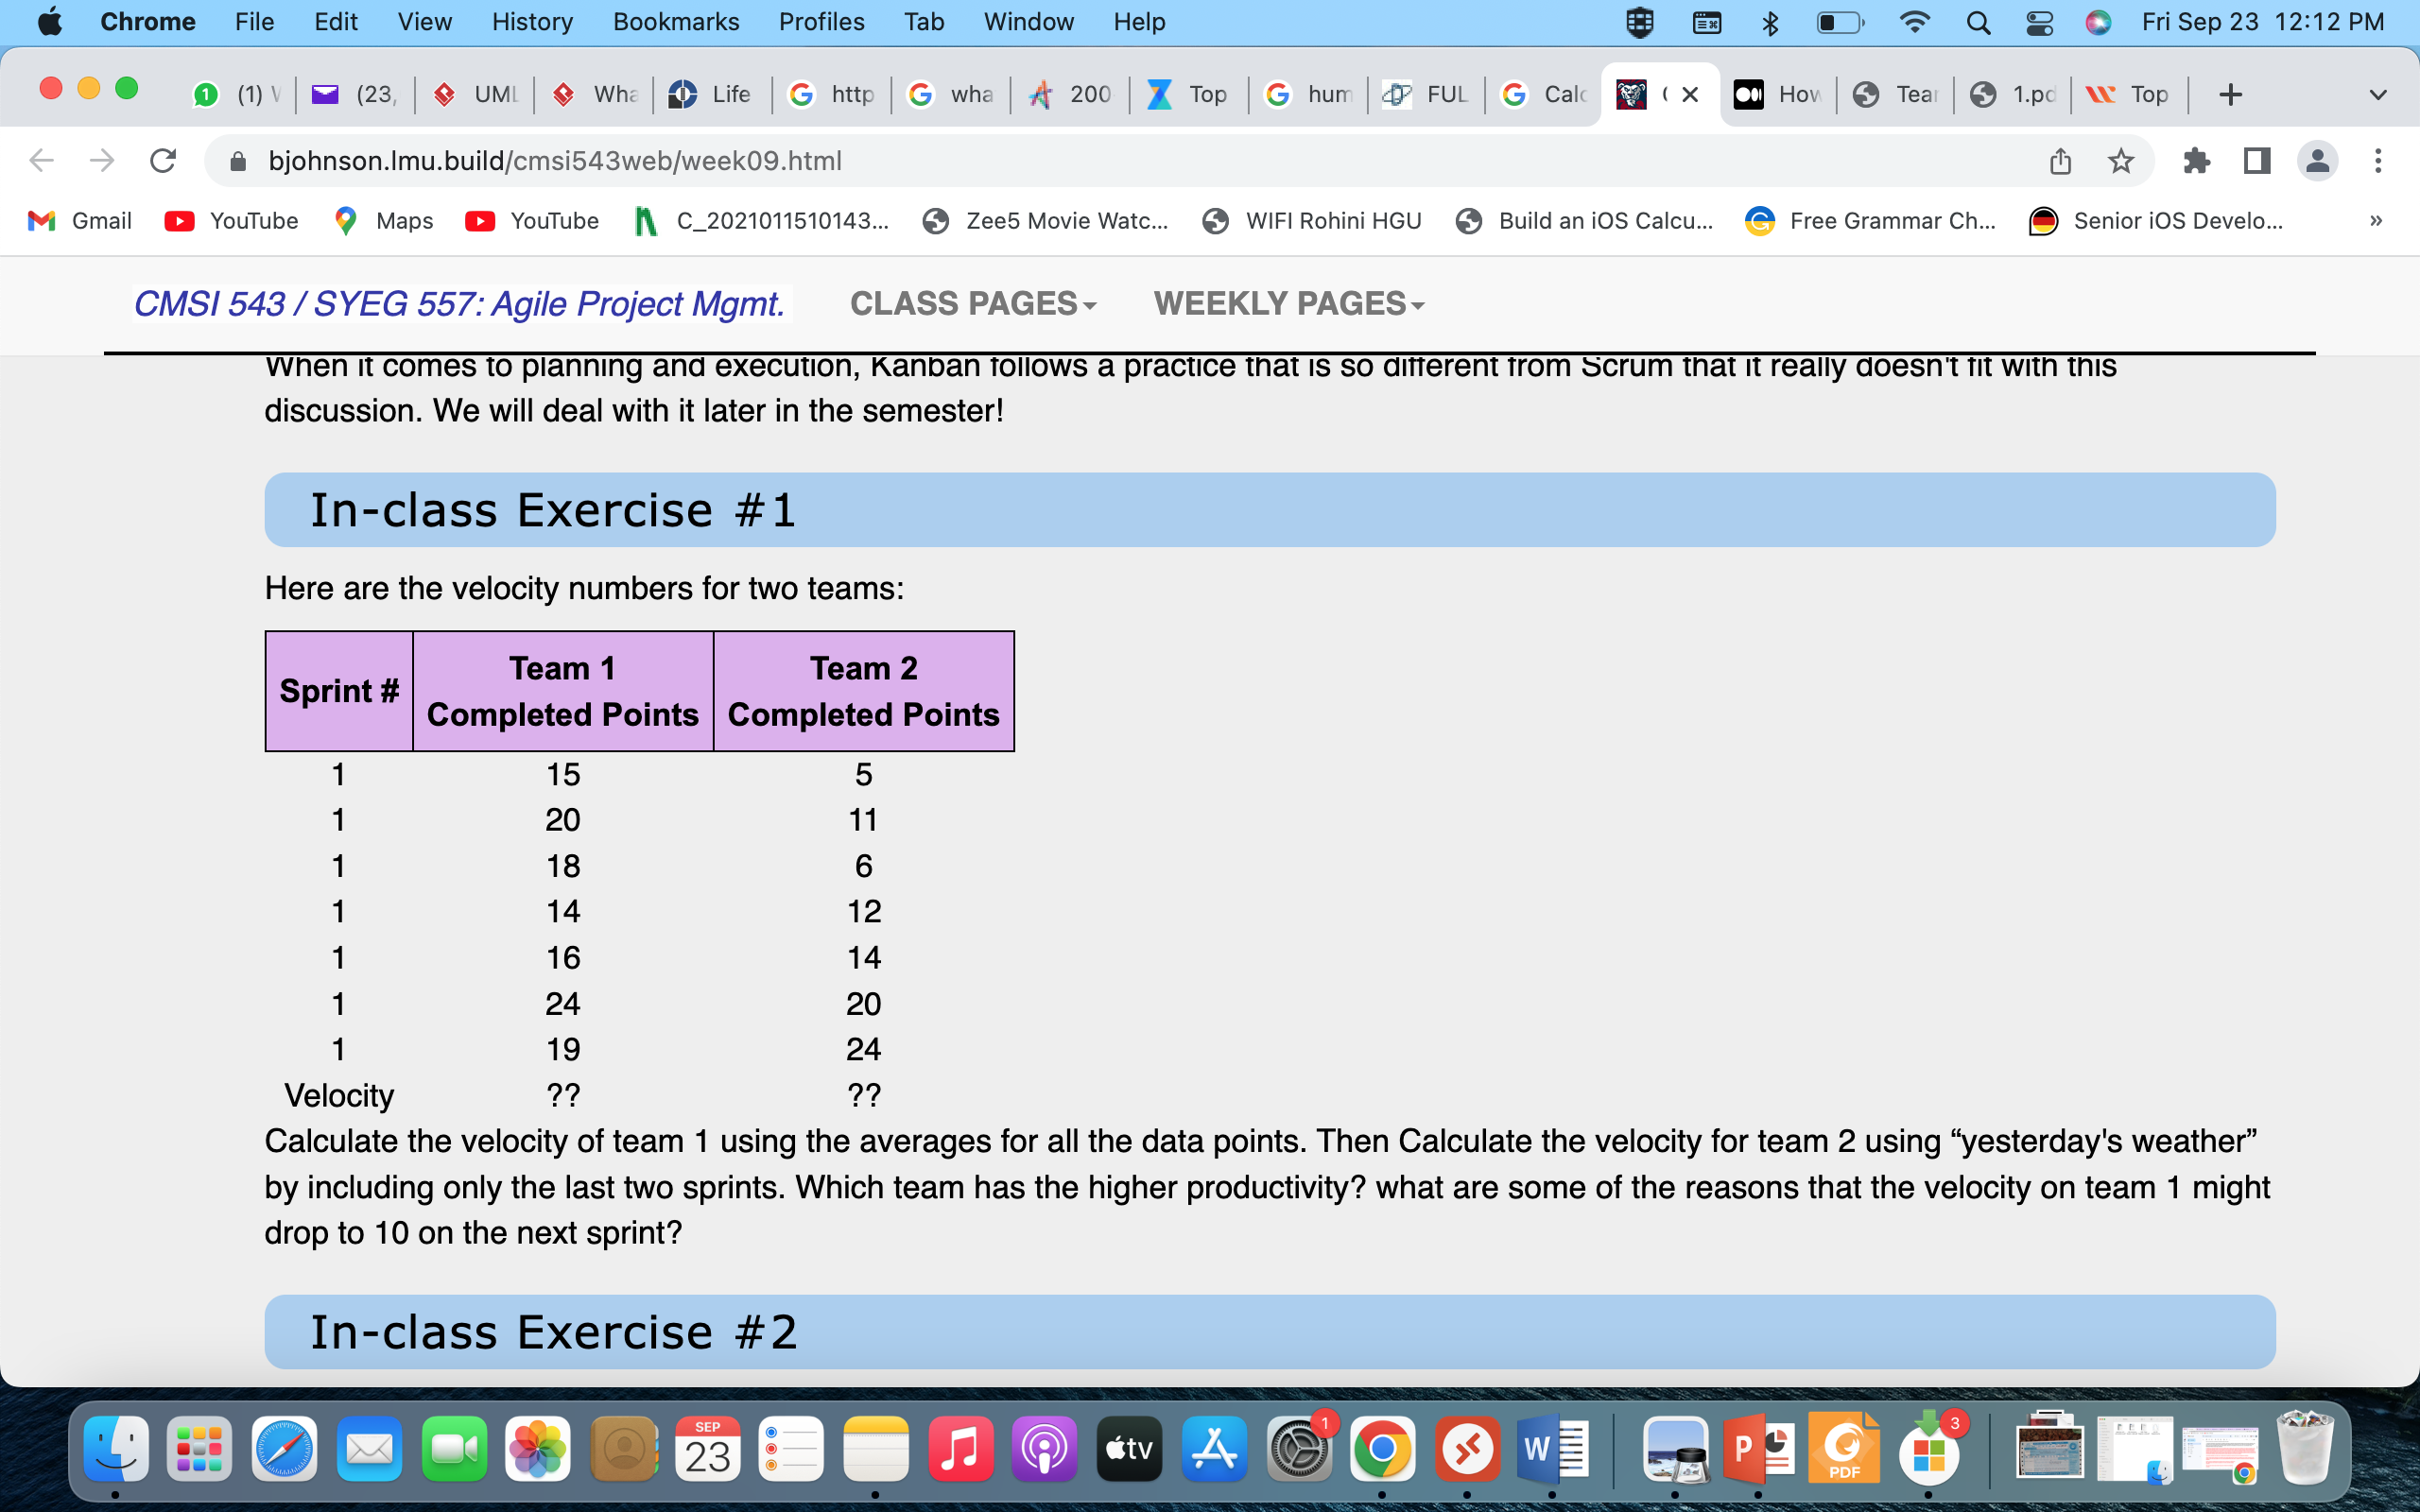 Chrome File Edit View History Bookmarks Profiles Tab Window Help Fri Sep 23 12:12 PM
1 (1) (23, UML Wha Life http wha 200 Top hum FUL Calc ( How Tear 1.pd Top
bjohnson.lmu.build/cmsi543web/week09.html
Gmail YouTube Maps YouTube C_2021011510143... Zee5 Movie Watc... WIFI Rohini HGU Build an iOS Calcu... Free Grammar Ch... Senior iOS Develo... »
CMSI 543 / SYEG 557: Agile Project Mgmt. CLASS PAGES WEEKLY PAGES
When it comes to planning and execution, Kanban follows a practice that is so different from Scrum that it really doesn't fit with this
discussion. We will deal with it later in the semester!
In-class Exercise #1
Here are the velocity numbers for two teams:
Sprint # Team 1 Completed Points Team 2 Completed Points
1 15 5
1 20 11
1 18 6
1 14 12
1 16 14
1 24 20
1 19 24
Velocity ?? ??
Calculate the velocity of team 1 using the averages for all the data points. Then Calculate the velocity for team 2 using “yesterday's weather”
by including only the last two sprints. Which team has the higher productivity? what are some of the reasons that the velocity on team 1 might
drop to 10 on the next sprint?
In-class Exercise #2
SEP 1 3
23 tv W P PDF